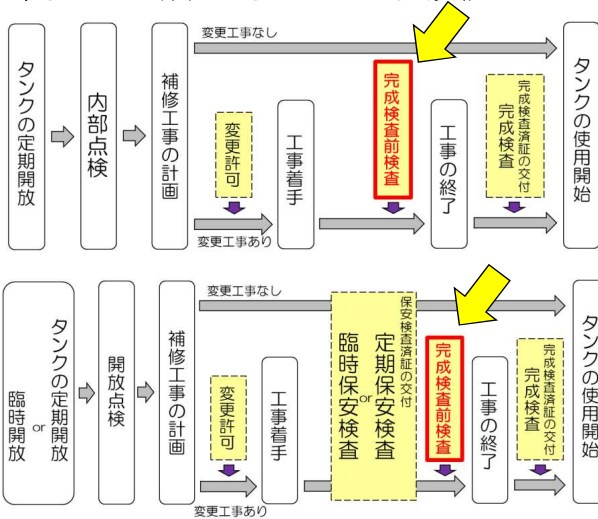 変更工事なし
タンクの定期開放
内部点検
補修工事の計画
変更許可
工事着手
完成検査前検査
工事の終了
完成検査済証の交付
完成検査
タンクの使用開始
変更工事あり
変更工事なし
タンクの定期開放
or
臨時開放
開放点検
補修工事の計画
変更許可
工事着手
保安検査済証の交付
定期保安検査
or
臨時保安検査
完成検査前検査
工事の終了
完成検査済証の交付
完成検査
タンクの使用開始
変更工事あり